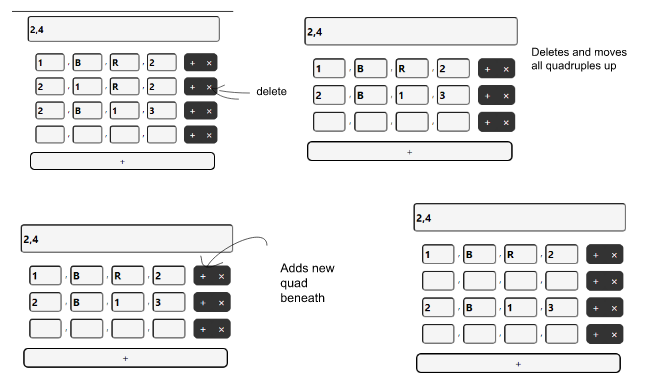 2,4
1 , B , R , 2 + ×
2 , 1 , R , 2 + ×
delete
2 , B , 1 , 3 + ×
, , , + ×
+
2,4
1 , B , R , 2 + ×
2 , B , 1 , 3 + ×
, , , + ×
+
Deletes and moves
all quadruples up
2,4
1 , B , R , 2 + ×
2 , B , 1 , 3 + ×
, , , + ×
+
Adds new
quad
beneath
2,4
1 , B , R , 2 + ×
, , , + ×
2 , B , 1 , 3 + ×
, , , + ×
+